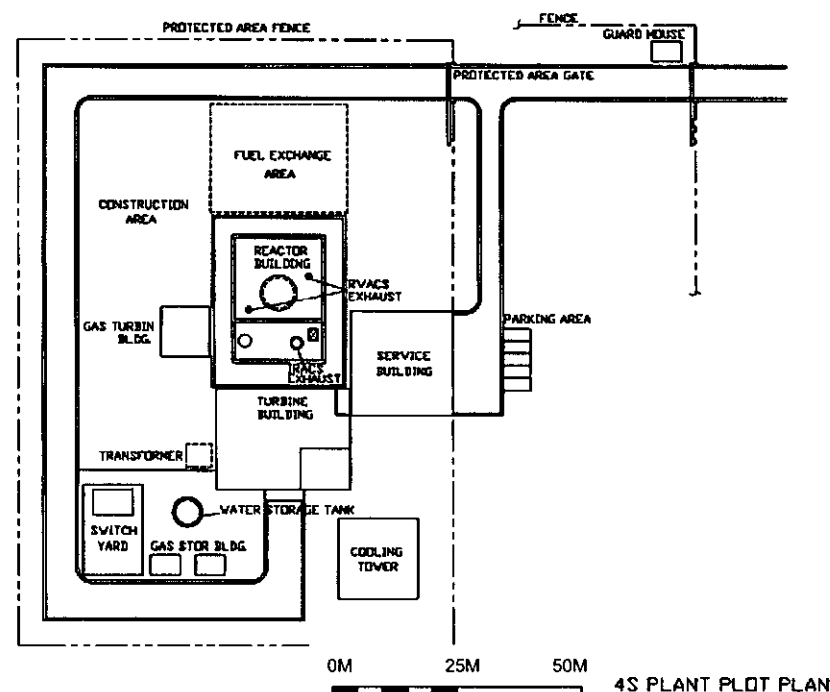 FENCE
PROTECTED AREA FENCE
GUARD HOUSE
PROTECTED AREA GATE
FUEL EXCHANGE
AREA
CONSTRUCTION
AREA
REACTOR
BUILDING
RVACS
EXHAUST
GAS TURBIN
BLDG.
PARKING AREA
SERVICE
BUILDING
IRACS
EXHAUST
TURBINE
BUILDING
TRANSFORMER
WATER STORAGE TANK
SWITCH
YARD
GAS STOR BLDG.
COOLING
TOWER
0M 25M 50M
4S PLANT PLOT PLAN